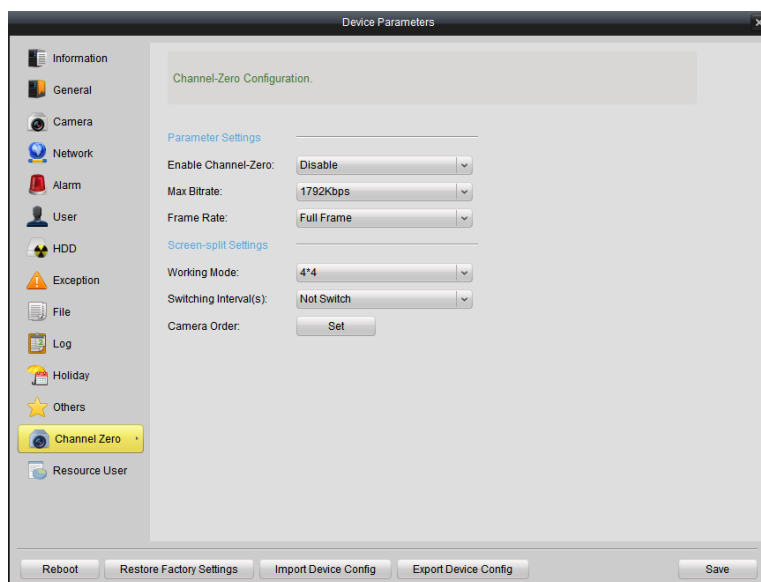 Device Parameters
Information
General
Camera
Network
Alarm
User
HDD
Exception
File
Log
Holiday
Others
Channel Zero
Resource User
Channel-Zero Configuration.
Parameter Settings
Enable Channel-Zero: Disable
Max Bitrate: 1792Kbps
Frame Rate: Full Frame
Screen-split Settings
Working Mode: 4*4
Switching Interval(s): Not Switch
Camera Order: Set
Reboot Restore Factory Settings Import Device Config Export Device Config Save